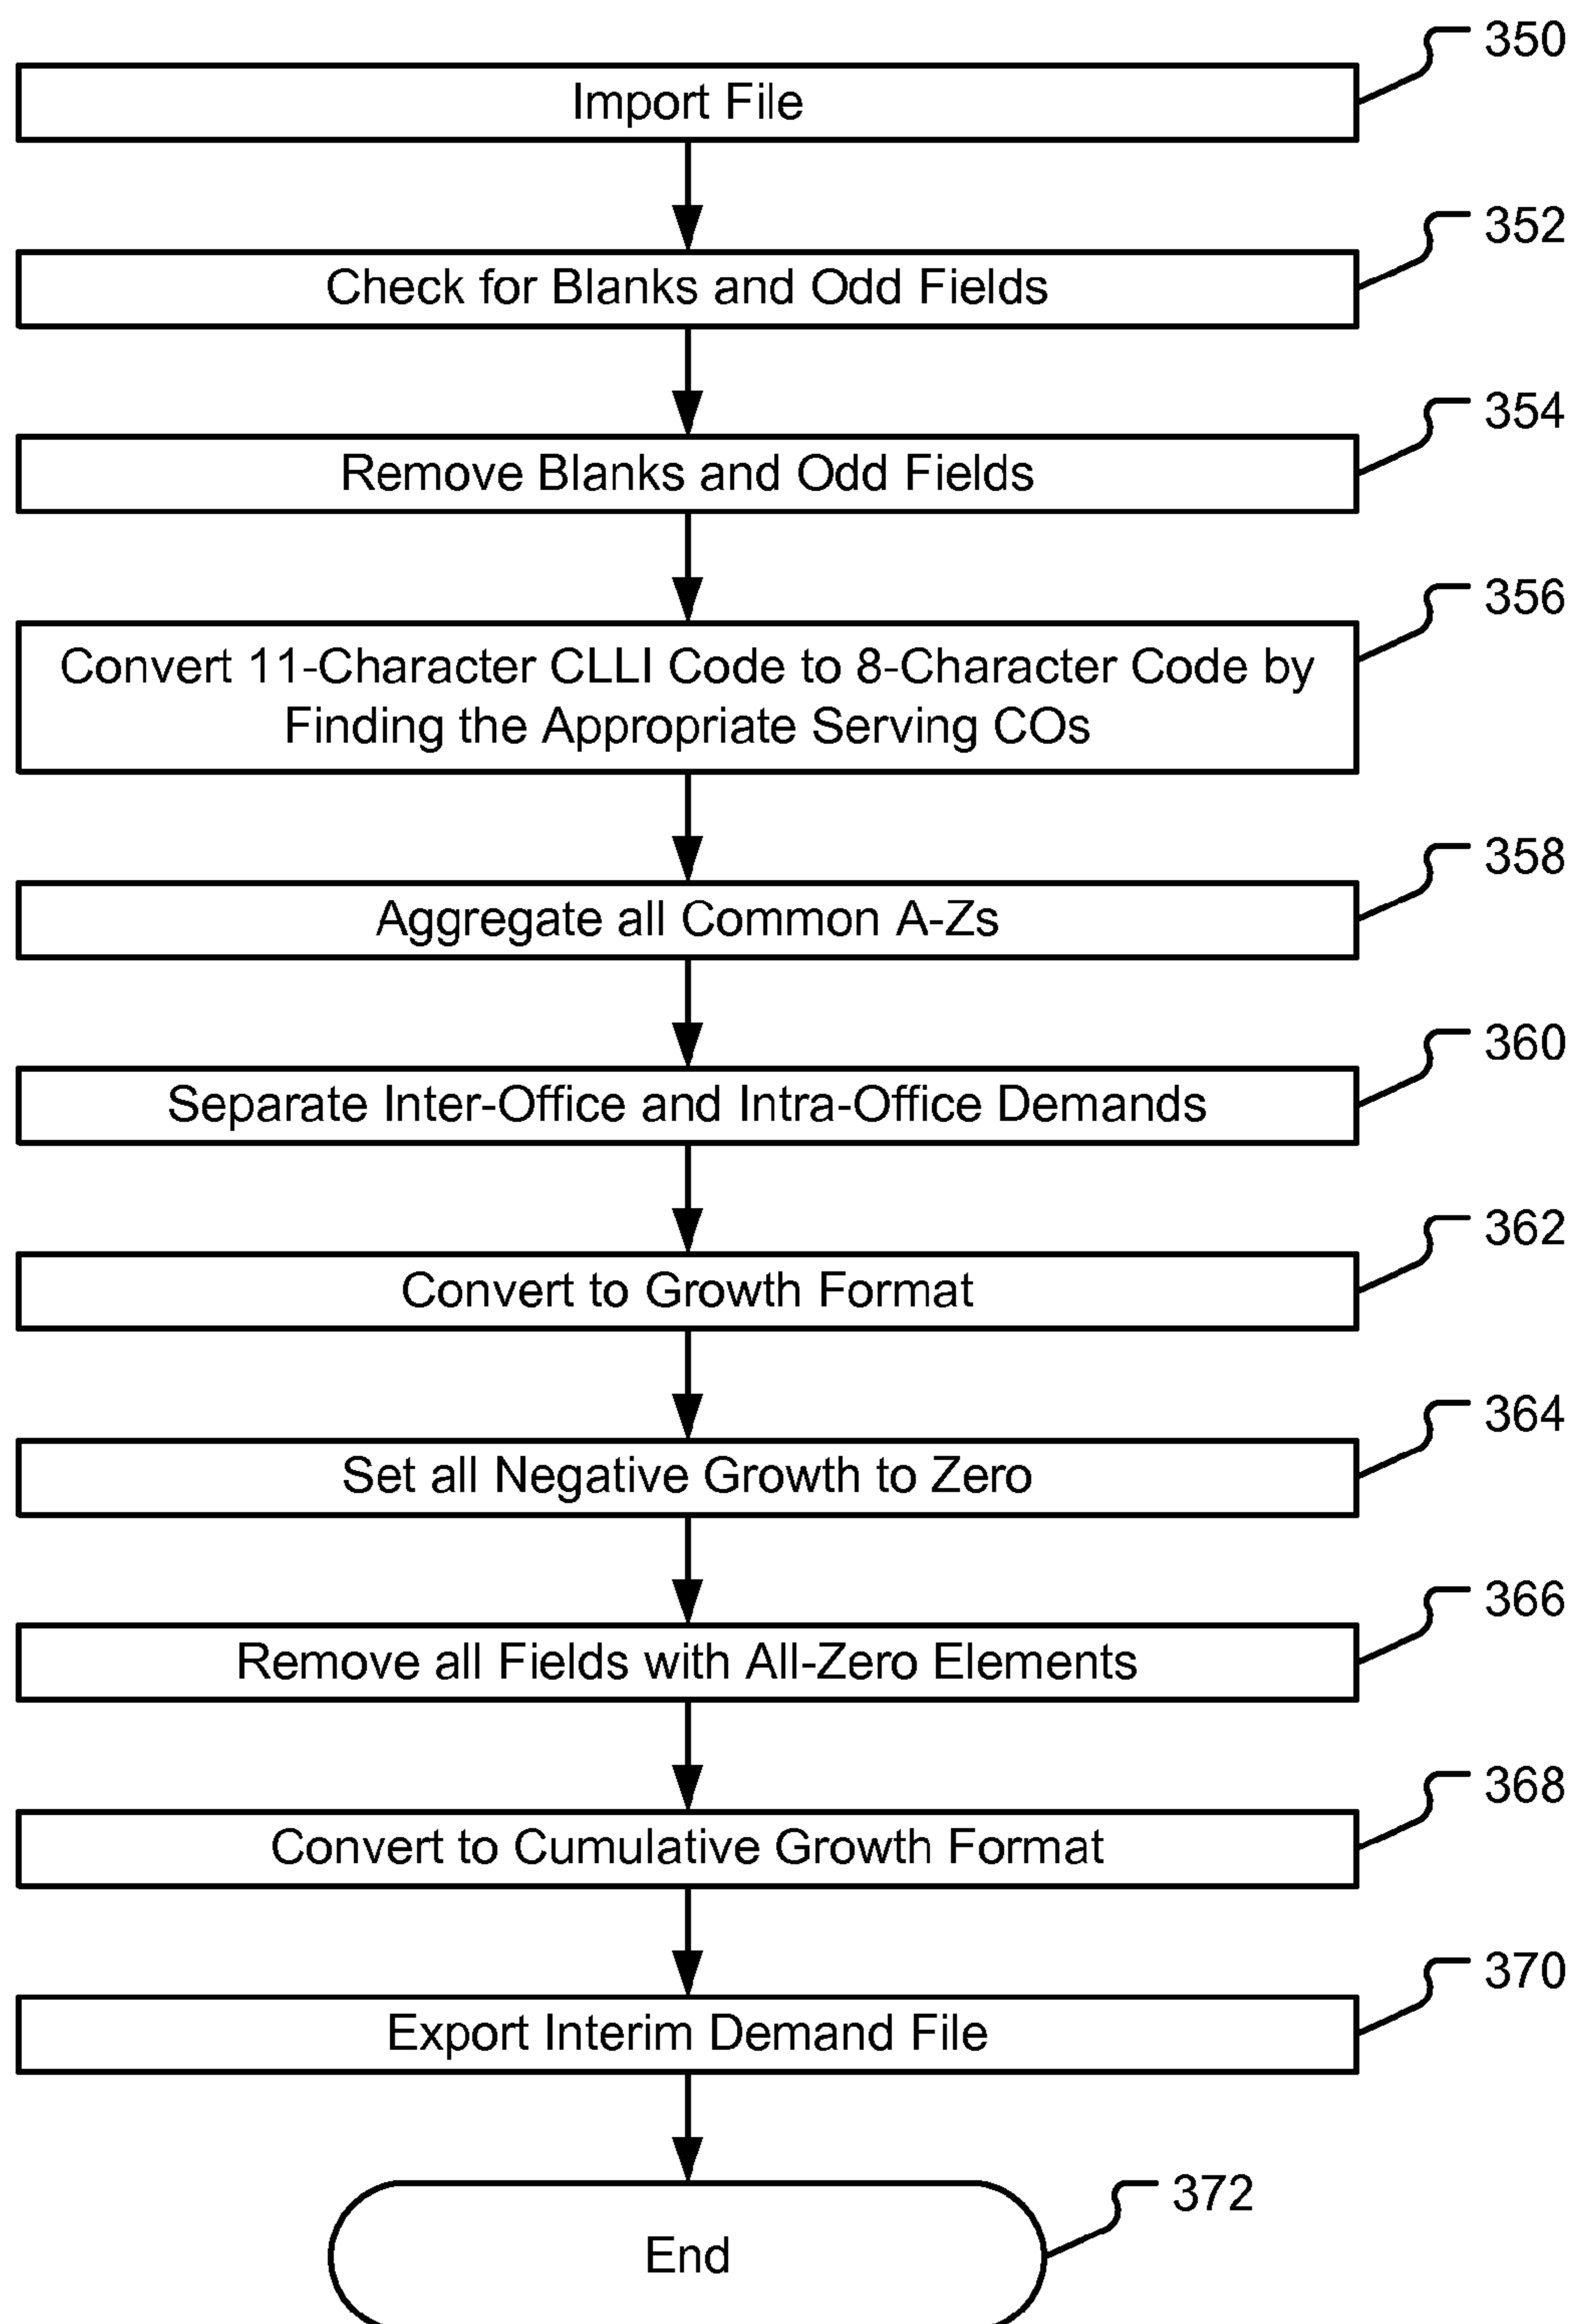 350
Import File
352
Check for Blanks and Odd Fields
354
Remove Blanks and Odd Fields
356
Convert 11-Character CLLI Code to 8-Character Code by
Finding the Appropriate Serving COs
358
Aggregate all Common A-Zs
360
Separate Inter-Office and Intra-Office Demands
362
Convert to Growth Format
364
Set all Negative Growth to Zero
366
Remove all Fields with All-Zero Elements
368
Convert to Cumulative Growth Format
370
Export Interim Demand File
372
End